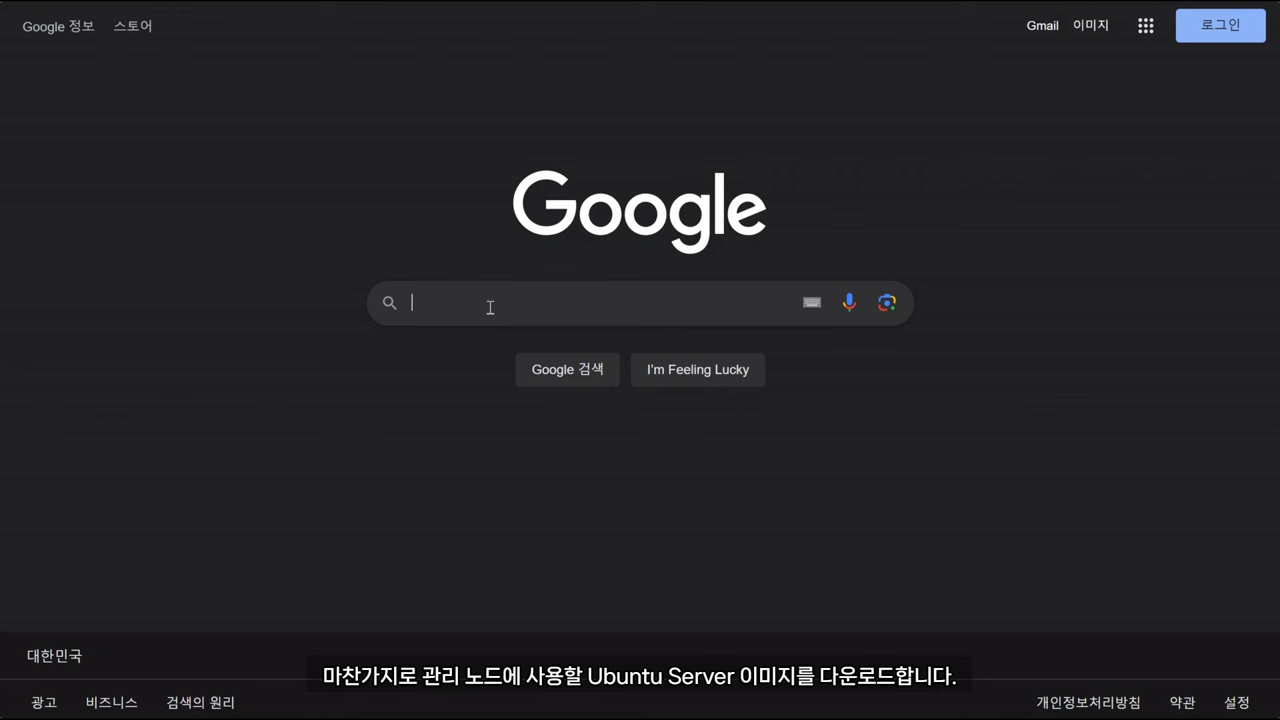 Google 정보 스토어
Gmail 이미지 로그인
Google
Google 검색 I'm Feeling Lucky
대한민국
마찬가지로 관리 노드에 사용할 Ubuntu Server 이미지를 다운로드합니다.
광고 비즈니스 검색의 원리 개인정보처리방침 약관 설정